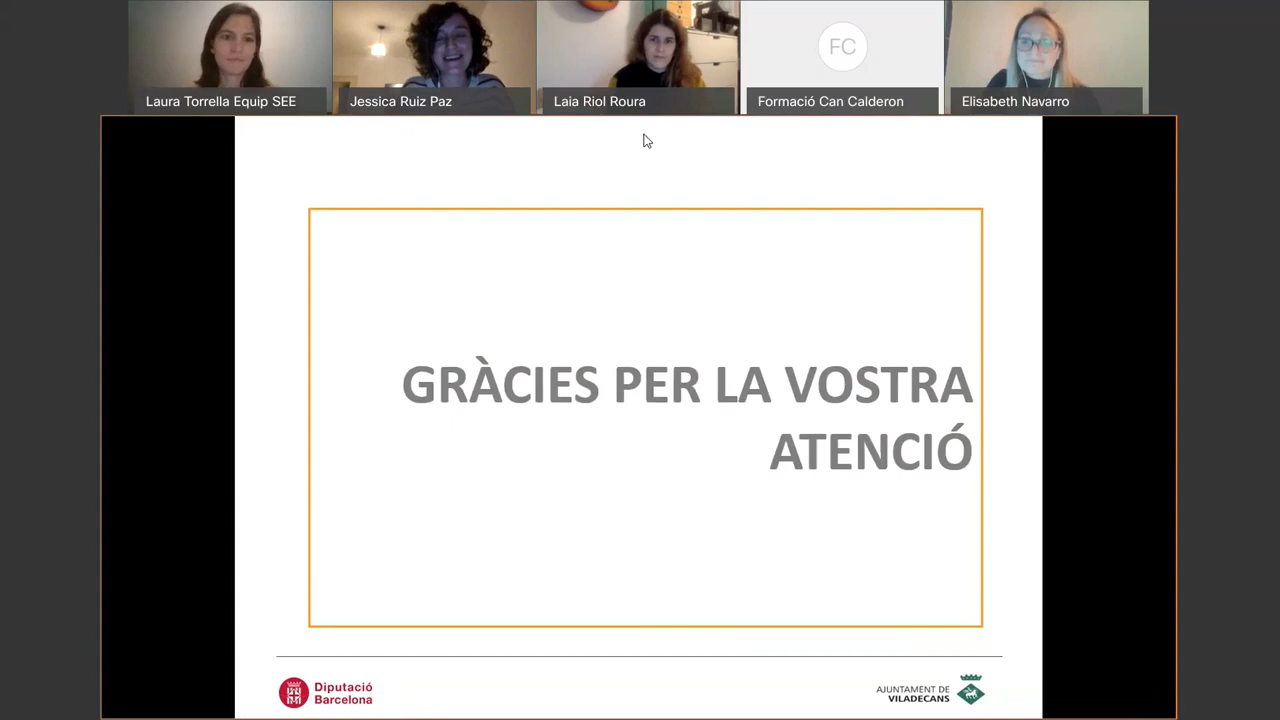 Laura Torrella Equip SEE
Jessica Ruiz Paz
Laia Riol Roura
FC
Formació Can Calderon
Elisabeth Navarro
GRÀCIES PER LA VOSTRA
ATENCIÓ
Diputació
Barcelona
AJUNTAMENT DE
VILADECANS